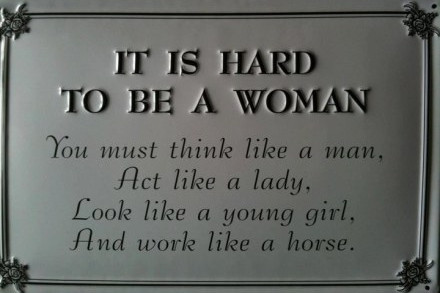 IT IS HARD
TO BE A WOMAN
You must think like a man,
Act like a lady,
Look like a young girl,
And work like a horse.